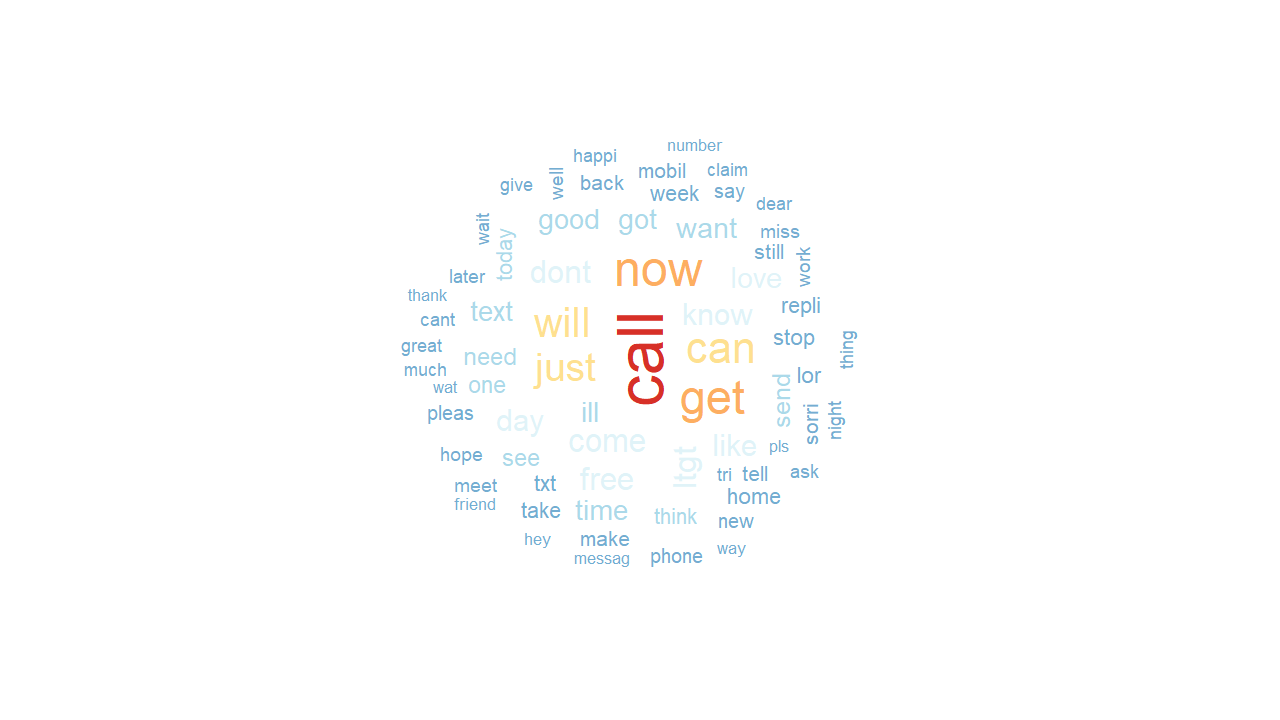 number
happi
mobil
claim
give
well
back
week
say
dear
wait
good
got
want
miss
today
still
work
dont
now
love
later
thank
text
will
call
know
repli
cant
stop
great
need
just
can
thing
much
wat
one
get
send
lor
pleas
day
ill
sorri
night
come
like
pls
hope
see
free
ltgt
tri
tell
ask
meet
txt
home
friend
take
time
think
new
hey
make
messag
phone
way